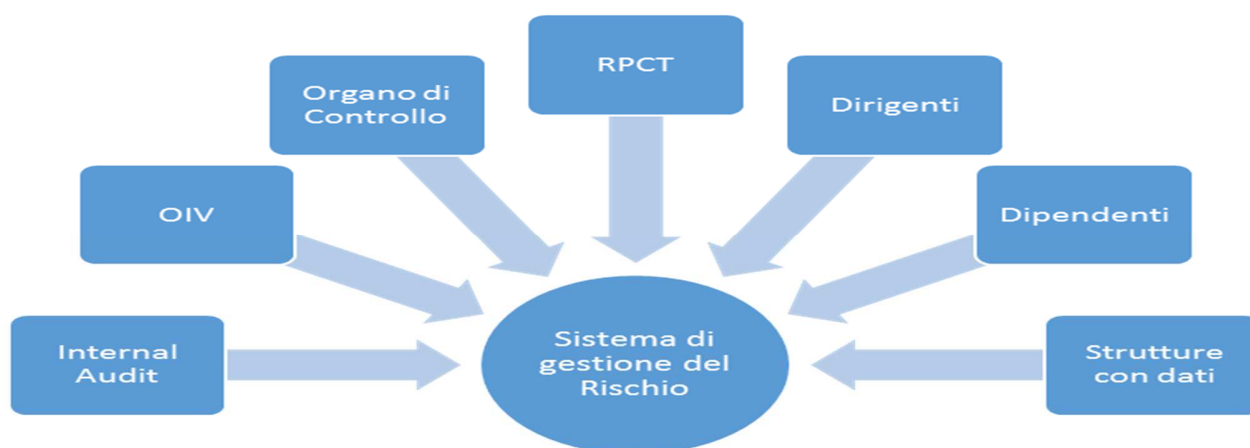 RPCT
Organo di
Controllo
Dirigenti
OIV
Dipendenti
Internal
Audit
Sistema di
gestione del
Rischio
Strutture
con dati